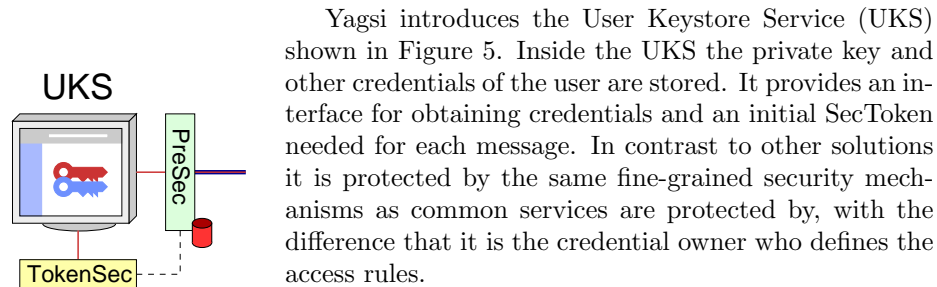 UKS
PreSec
TokenSec
Yagsi introduces the User Keystore Service (UKS)
shown in Figure 5. Inside the UKS the private key and
other credentials of the user are stored. It provides an in-
terface for obtaining credentials and an initial SecToken
needed for each message. In contrast to other solutions
it is protected by the same fine-grained security mech-
anisms as common services are protected by, with the
difference that it is the credential owner who defines the
access rules.